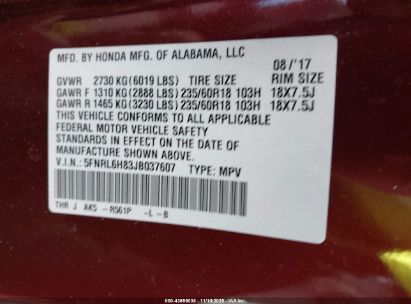 MFD. BY HONDA MFG. OF ALABAMA, LLC 08/'17
GVWR 2730 KG(6019 LBS) TIRE SIZE RIM SIZE
GAWR F 1310 KG(2888 LBS) 235/60R18 103H 18X7.5J
GAWR R 1465 KG(3230 LBS) 235/60R18 103H 18X7.5J
THIS VEHICLE CONFORMS TO ALL APPLICABLE
FEDERAL MOTOR VEHICLE SAFETY
STANDARDS IN EFFECT ON THE DATE OF
MANUFACTURE SHOWN ABOVE.
V.I.N.: 5FNRL6H83JB037607 TYPE: MPV
THR J AK5 -R561P -L-B